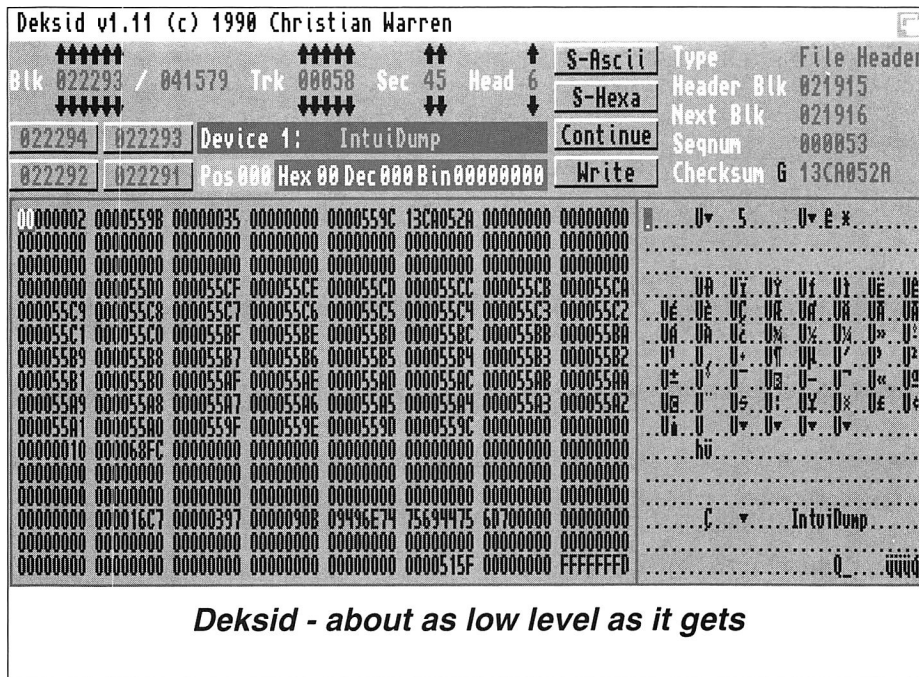 Deksid v1.11 (c) 1990 Christian Warren
Blk 022293 / 041579 Trk 00058 Sec 45 Head 6
S-Ascii
S-Hexa
Continue
Write
Type File Header
Header Blk 021915
Next Blk 021916
Seqnum 000053
Checksum G 13CA052A
022294 022293 Device 1: IntuiDump
022292 022291 Pos 000 Hex 00 Dec 000 Bin 00000000
00000002 0000559B 00000035 00000000 0000559C 13CA052A 00000000 00000000
00000000 00000000 00000000 00000000 00000000 00000000 00000000 00000000
00000000 00000000 00000000 00000000 00000000 00000000 00000000 00000000
00000000 000055D0 000055CF 000055CE 000055CD 000055CC 000055CB 000055CA
000055C9 000055C8 000055C7 000055C6 000055C5 000055C4 000055C3 000055C2
000055C1 000055C0 000055BF 000055BE 000055BD 000055BC 000055BB 000055BA
000055B9 000055B8 000055B7 000055B6 000055B5 000055B4 000055B3 000055B2
000055B1 000055B0 000055AF 000055AE 000055AD 000055AC 000055AB 000055AA
000055A9 000055A8 000055A7 000055A6 000055A5 000055A4 000055A3 000055A2
000055A1 000055A0 0000559F 0000559E 0000559D 0000559C 00000000 00000000
00000010 000068FC 00000000 00000000 00000000 00000000 00000000 00000000
00000000 00000000 00000000 00000000 00000000 00000000 00000000 00000000
00000000 00000000 00000000 00000000 00000000 00000000 00000000 00000000
00000000 000016C7 00000397 0000090B 09496E74 75694475 6D700000 00000000
00000000 00000000 00000000 00000000 00000000 00000000 00000000 00000000
00000000 00000000 00000000 00000000 00000000 0000515F 00000000 FFFFFFFD
IntuiDump
Deksid - about as low level as it gets